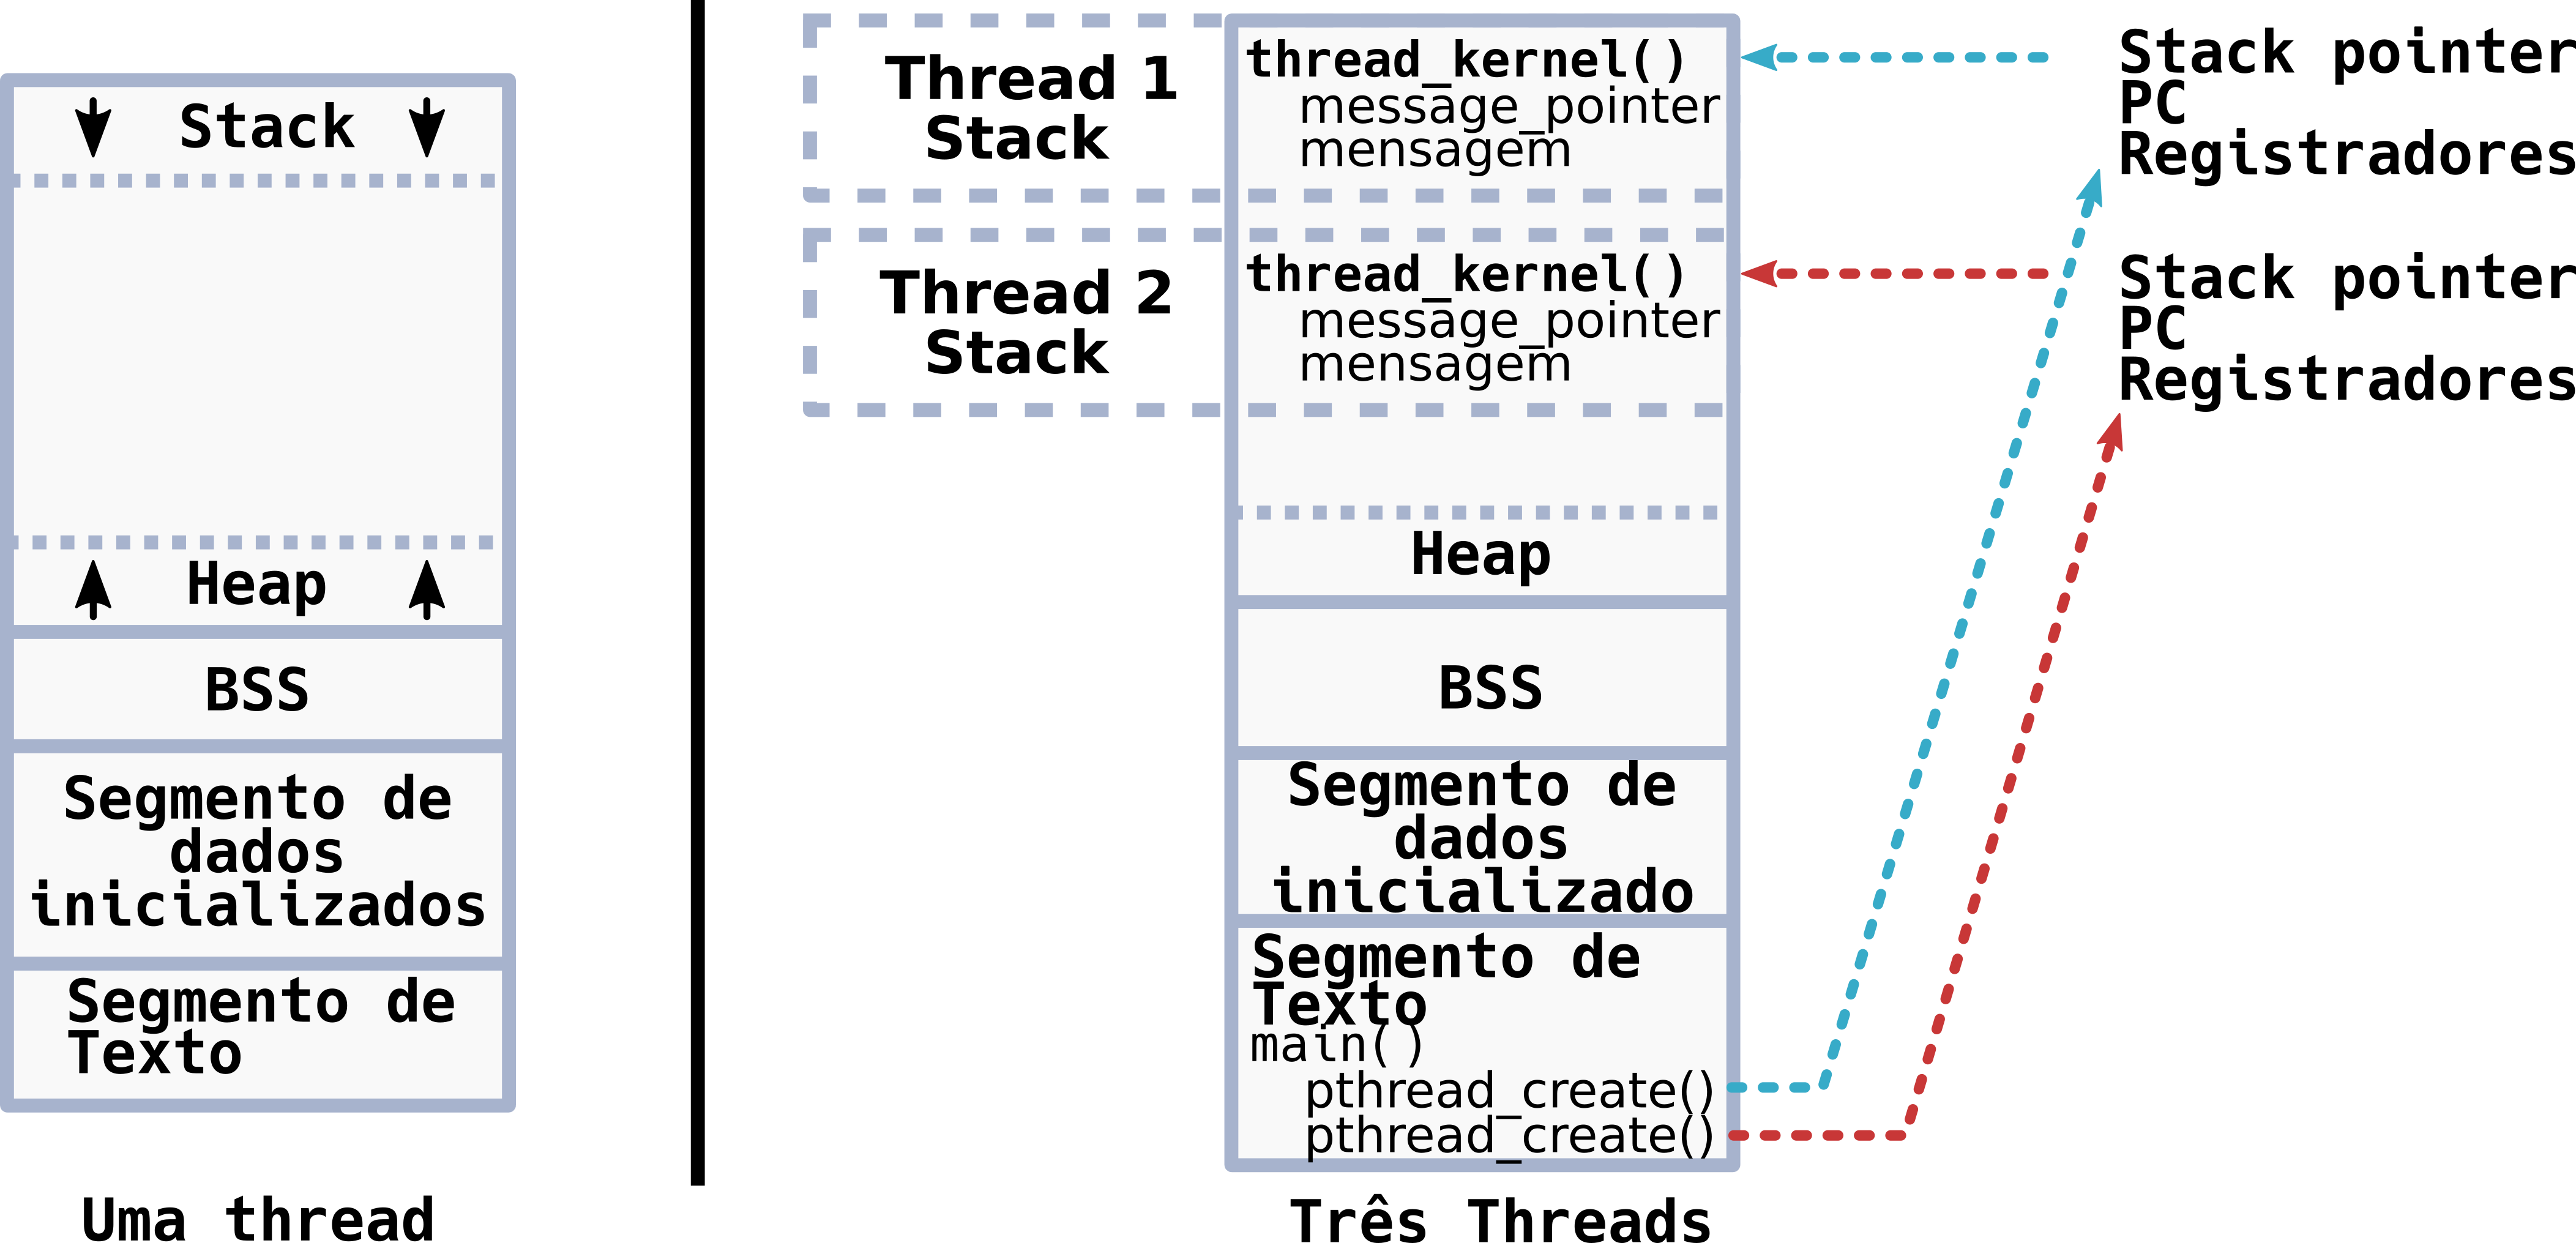 Stack
Heap
BSS
Segmento de
dados
inicializados
Segmento de
Texto
Uma thread
Thread 1
Stack
Thread 2
Stack
thread_kernel()
message_pointer
mensagem
thread_kernel()
message_pointer
mensagem
Heap
BSS
Segmento de
dados
inicializado
Segmento de
Texto
main()
pthread_create()
pthread_create()
Três Threads
Stack pointer
PC
Registradores
Stack pointer
PC
Registradores